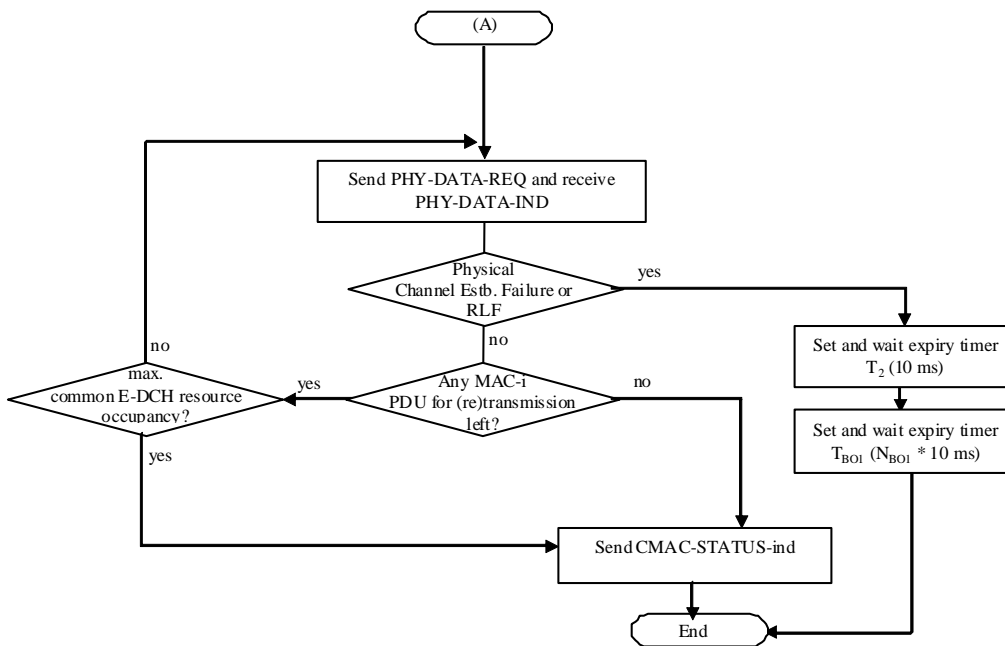 (A)
Send PHY-DATA-REQ and receive
PHY-DATA-IND
Physical
Channel Estb. Failure or
RLF
yes
no
Set and wait expiry timer
T2 (10 ms)
no
max.
common E-DCH resource
occupancy?
yes
Any MAC-i
PDU for (re)transmission
left?
no
yes
Set and wait expiry timer
TBO1 (NBO1 * 10 ms)
Send CMAC-STATUS-ind
End